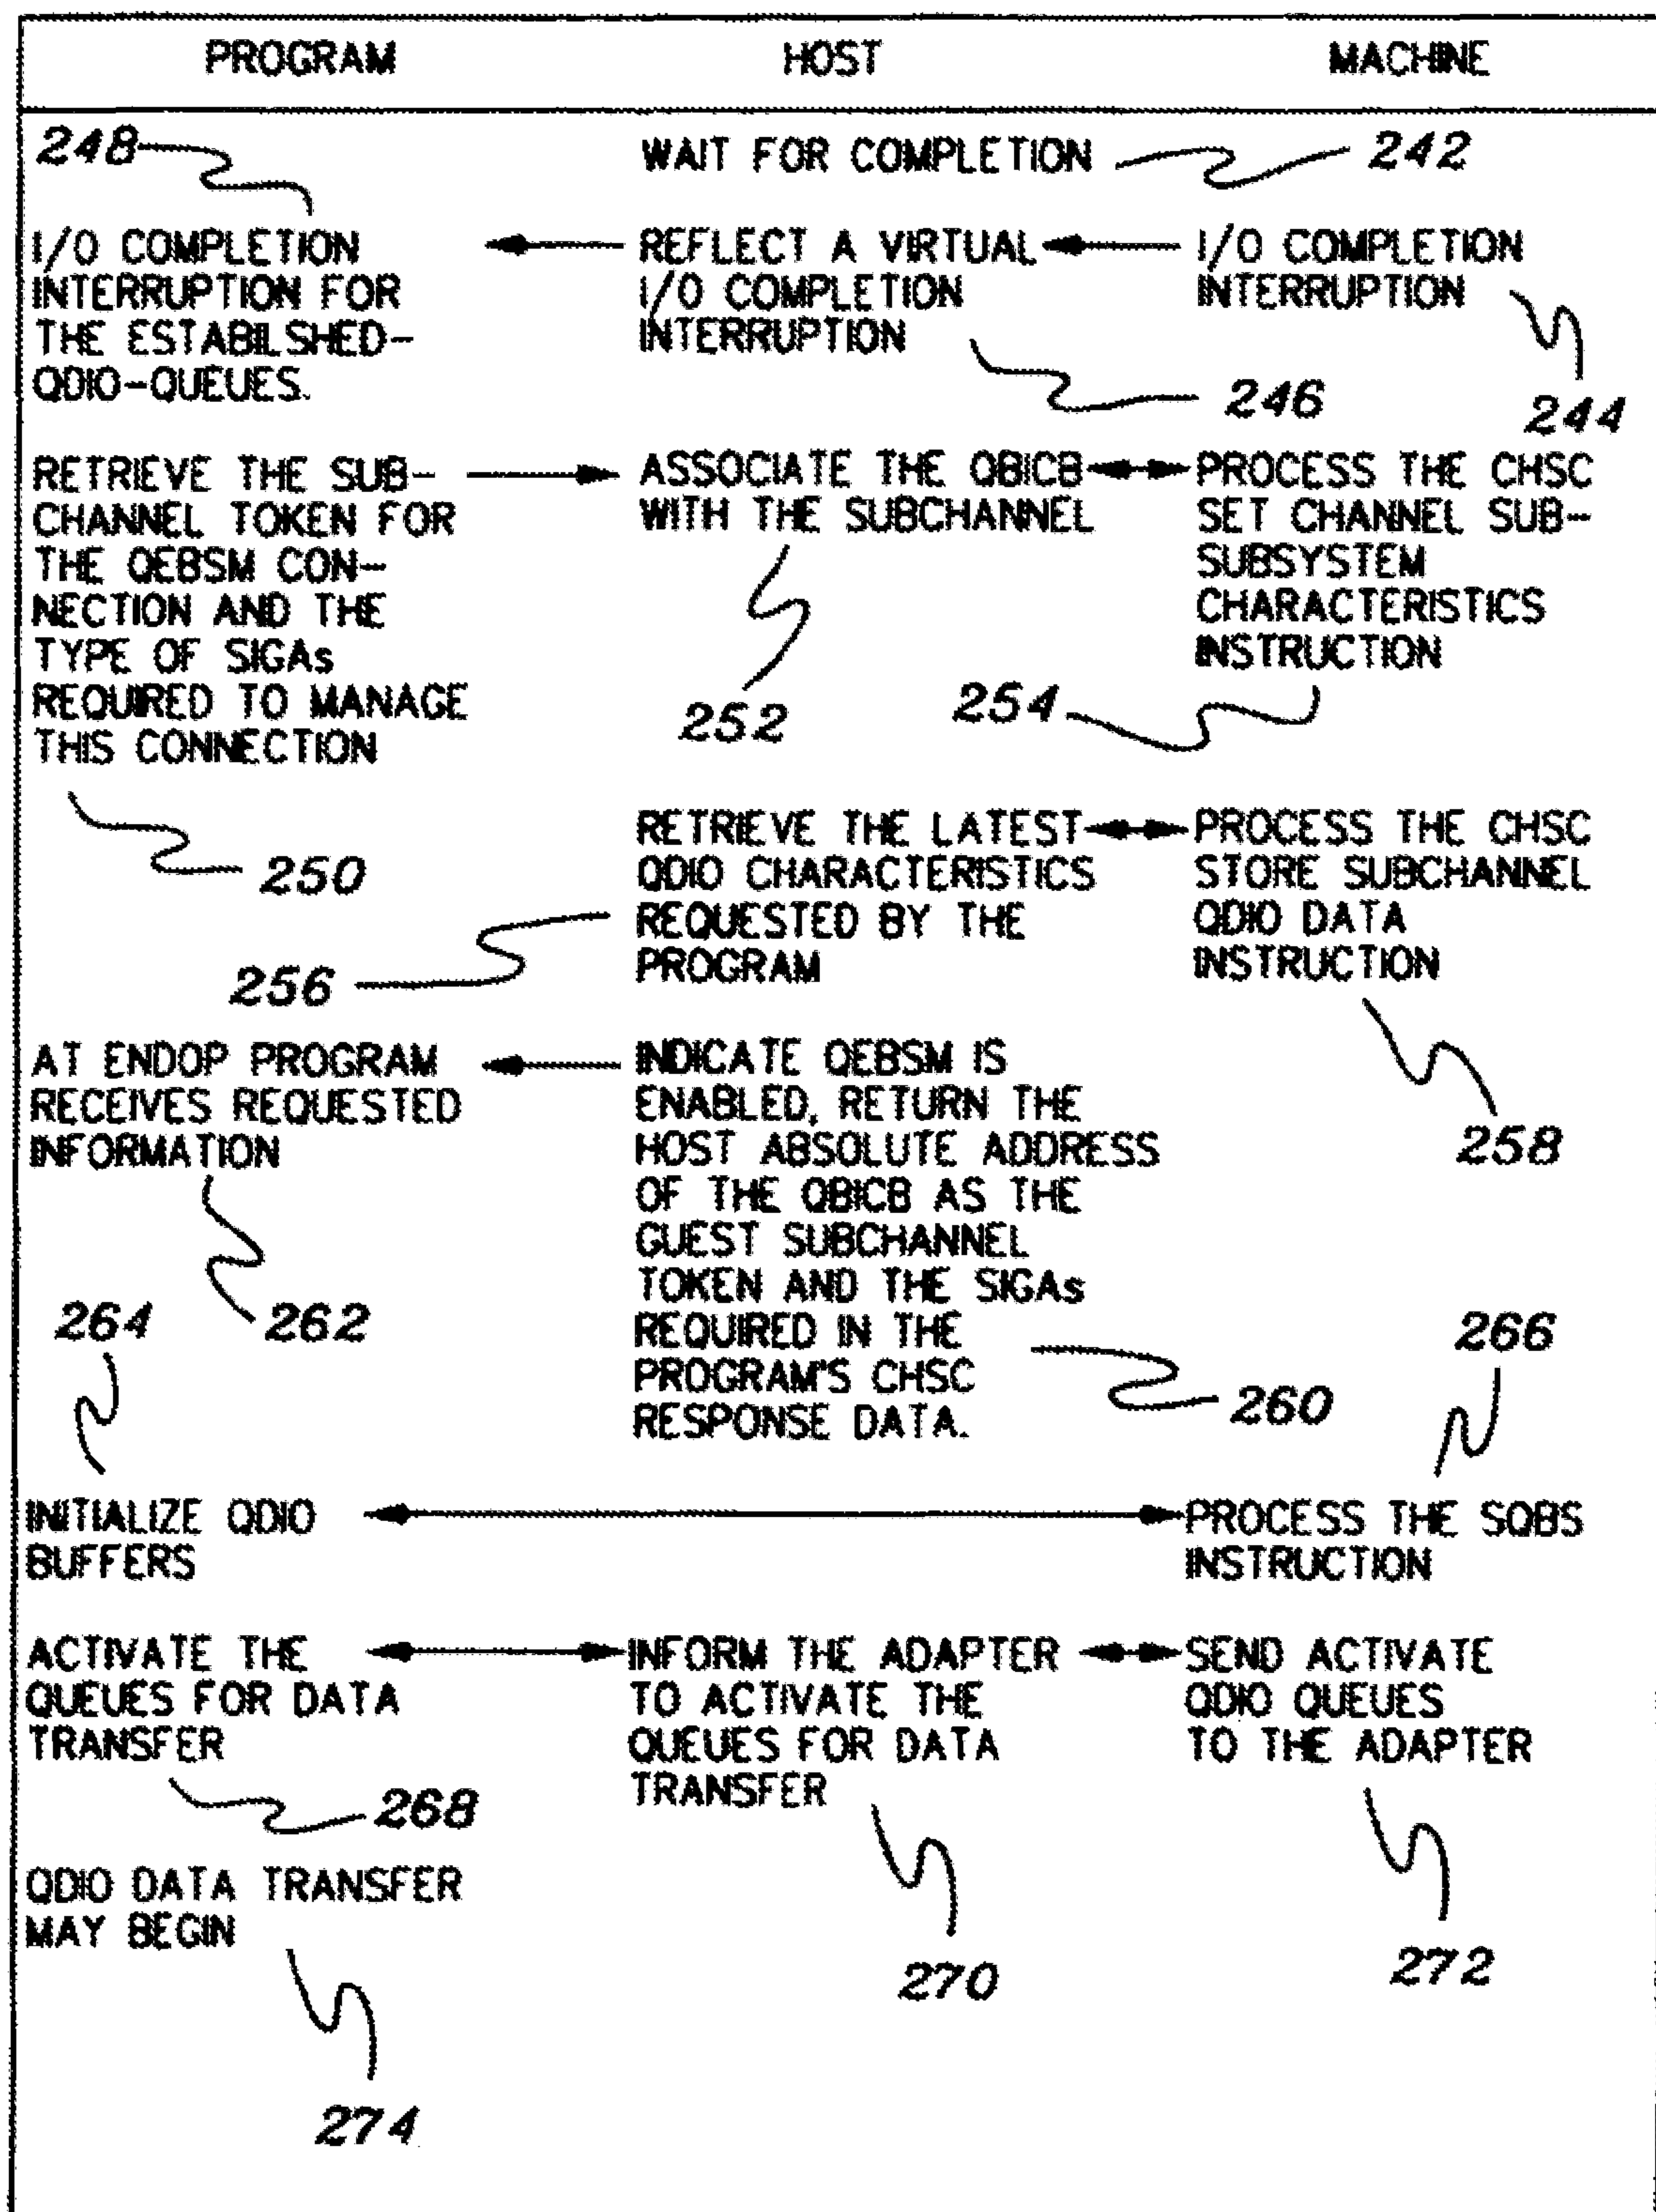 PROGRAM HOST MACHINE
248 WAIT FOR COMPLETION 242
I/O COMPLETION INTERRUPTION FOR THE ESTABILSHED-QDIO-QUEUES.
REFLECT A VIRTUAL I/O COMPLETION INTERRUPTION
I/O COMPLETION INTERRUPTION
246
244
RETRIEVE THE SUB-
CHANNEL TOKEN FOR
THE QEBSM CON-
NECTION AND THE
TYPE OF SIGAs
REQUIRED TO MANAGE
THIS CONNECTION
ASSOCIATE THE QBICB
WITH THE SUBCHANNEL
PROCESS THE CHSC
SET CHANNEL SUB-
SUBSYSTEM
CHARACTERISTICS
INSTRUCTION
252
254
250
RETRIEVE THE LATEST
QDIO CHARACTERISTICS
REQUESTED BY THE
PROGRAM
PROCESS THE CHSC
STORE SUBCHANNEL
QDIO DATA
INSTRUCTION
256
258
AT ENDOP PROGRAM
RECEIVES REQUESTED
INFORMATION
INDICATE QEBSM IS
ENABLED, RETURN THE
HOST ABSOLUTE ADDRESS
OF THE QBICB AS THE
GUEST SUBCHANNEL
TOKEN AND THE SIGAs
REQUIRED IN THE
PROGRAM'S CHSC
RESPONSE DATA.
262
264
260
266
INITIALIZE QDIO
BUFFERS
PROCESS THE SQBS
INSTRUCTION
ACTIVATE THE
QUEUES FOR DATA
TRANSFER
INFORM THE ADAPTER
TO ACTIVATE THE
QUEUES FOR DATA
TRANSFER
SEND ACTIVATE
QDIO QUEUES
TO THE ADAPTER
268
270
272
QDIO DATA TRANSFER
MAY BEGIN
274